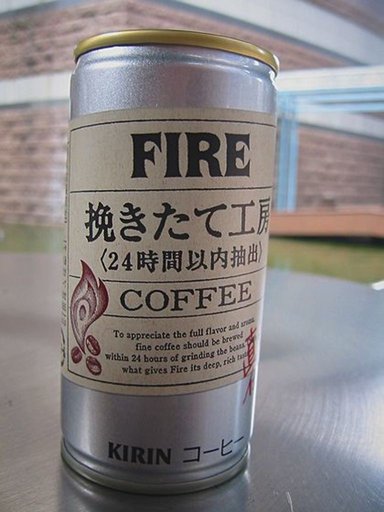 FIRE
挽きたて工房
〈24時間以内抽出〉
COFFEE
To appreciate the full flavor and aroma,
fine coffee should be brewed
within 24 hours of grinding the beans,
what gives Fire its deep, rich taste
KIRIN コーヒー